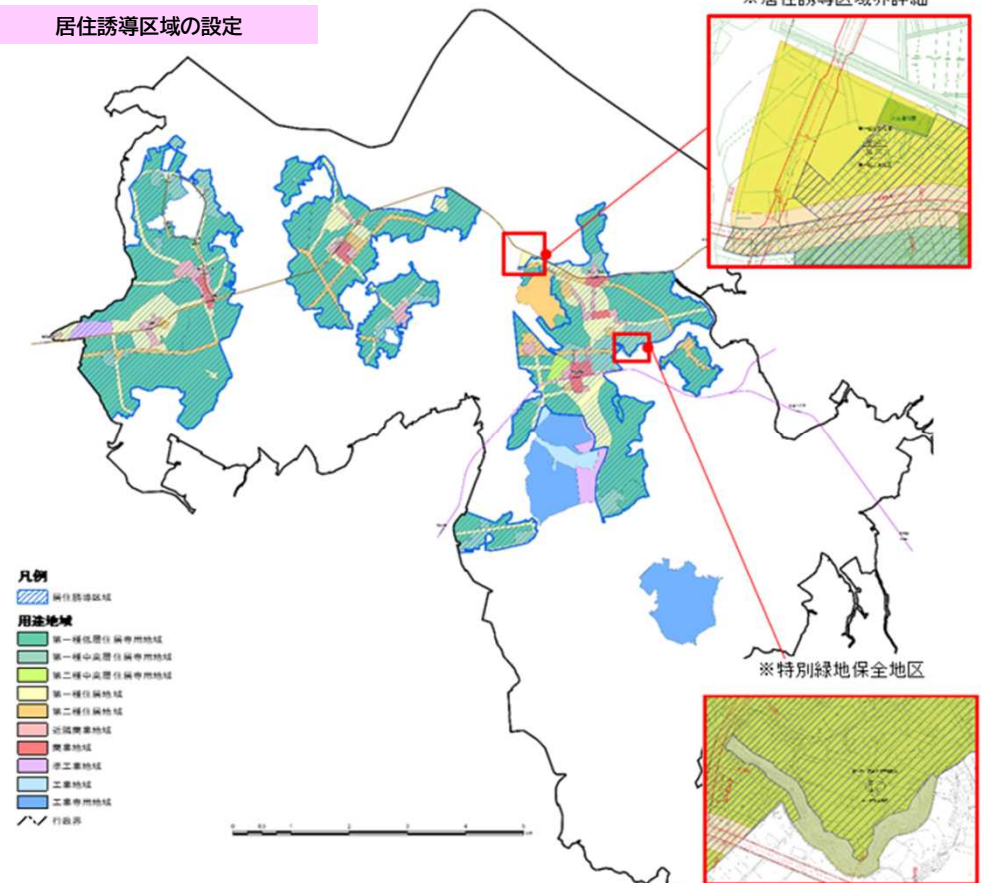 居住誘導区域の設定
※居住誘導区域界詳細
凡例
居住誘導区域
用途地域
第一種低層住居専用地域
第一種中高層住居専用地域
第二種中高層住居専用地域
第一種住居地域
第二種住居地域
近隣商業地域
商業地域
準工業地域
工業地域
工業専用地域
行政界
※特別緑地保全地区